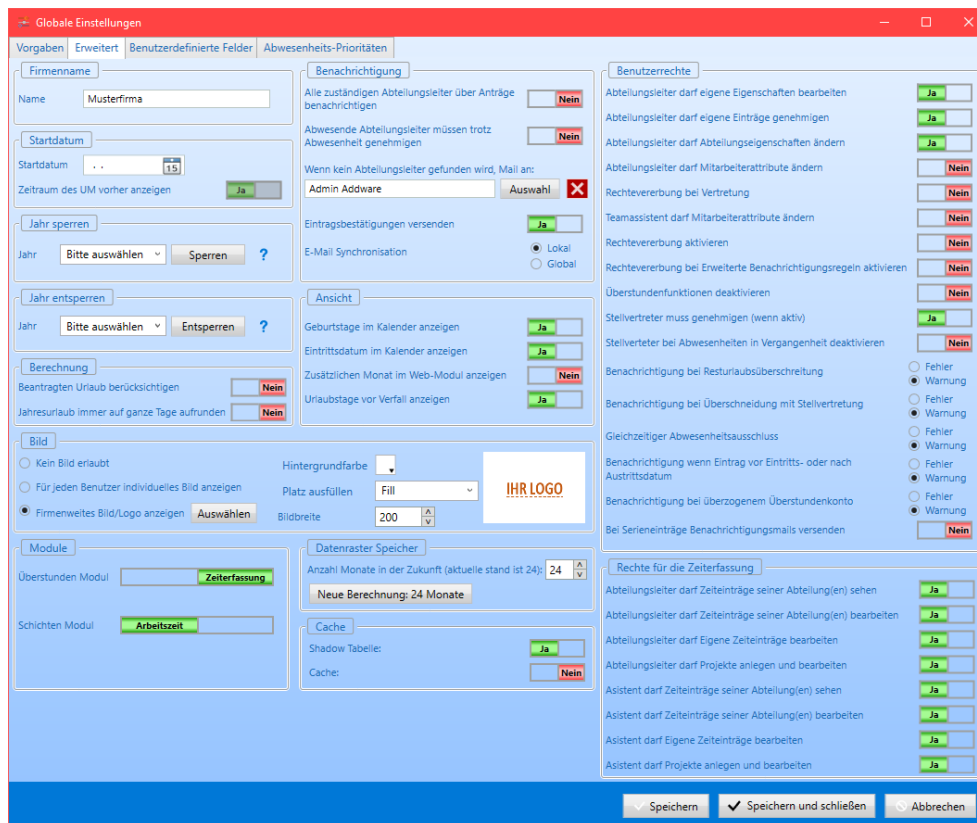 Globale Einstellungen
Vorgaben Erweitert Benutzerdefinierte Felder Abwesenheits-Prioritäten
Firmenname
Name Musterfirma
Startdatum
Startdatum . . 15
Zeitraum des UM vorher anzeigen Ja
Jahr sperren
Jahr Bitte auswählen Sperren ?
Jahr entsperren
Jahr Bitte auswählen Entsperren ?
Berechnung
Beantragten Urlaub berücksichtigen Nein
Jahresurlaub immer auf ganze Tage aufrunden Nein
Benachrichtigung
Alle zuständigen Abteilungsleiter über Anträge
benachrichtigen Nein
Abwesende Abteilungsleiter müssen trotz
Abwesenheit genehmigen Nein
Wenn kein Abteilungsleiter gefunden wird, Mail an:
Admin Addware Auswahl
Eintragsbestätigungen versenden Ja
E-Mail Synchronisation Lokal
Global
Ansicht
Geburtstage im Kalender anzeigen Ja
Eintrittsdatum im Kalender anzeigen Ja
Zusätzlichen Monat im Web-Modul anzeigen Nein
Urlaubstage vor Verfall anzeigen Ja
Bild
Kein Bild erlaubt
Für jeden Benutzer individuelles Bild anzeigen
Firmenweites Bild/Logo anzeigen Auswählen
Hintergrundfarbe
Platz ausfüllen Fill
Bildbreite 200
IHR LOGO
Module
Überstunden Modul Zeiterfassung
Schichten Modul Arbeitszeit
Datenraster Speicher
Anzahl Monate in der Zukunft (aktuelle stand ist 24): 24
Neue Berechnung: 24 Monate
Cache
Shadow Tabelle: Ja
Cache: Nein
Benutzerrechte
Abteilungsleiter darf eigene Eigenschaften bearbeiten Ja
Abteilungsleiter darf eigene Einträge genehmigen Ja
Abteilungsleiter darf Abteilungseigenschaften ändern Ja
Abteilungsleiter darf Mitarbeiterattribute ändern Nein
Rechtevererbung bei Vertretung Nein
Teamassistent darf Mitarbeiterattribute ändern Nein
Rechtevererbung aktivieren Nein
Rechtevererbung bei Erweiterte Benachrichtigungsregeln aktivieren Nein
Überstundenfunktionen deaktivieren Nein
Stellvertreter muss genehmigen (wenn aktiv) Ja
Stellverteter bei Abwesenheiten in Vergangenheit deaktivieren Nein
Benachrichtigung bei Resturlaubsüberschreitung Fehler
Warnung
Benachrichtigung bei Überschneidung mit Stellvertretung Fehler
Warnung
Gleichzeitiger Abwesenheitsausschluss Fehler
Warnung
Benachrichtigung wenn Eintrag vor Eintritts- oder nach Fehler
Austrittsdatum Warnung
Benachrichtigung bei überzogenem Überstundenkonto Fehler
Warnung
Bei Serieneinträge Benachrichtigungsmails versenden Nein
Rechte für die Zeiterfassung
Abteilungsleiter darf Zeiteinträge seiner Abteilung(en) sehen Ja
Abteilungsleiter darf Zeiteinträge seiner Abteilung(en) bearbeiten Ja
Abteilungsleiter darf Eigene Zeiteinträge bearbeiten Ja
Abteilungsleiter darf Projekte anlegen und bearbeiten Ja
Asistent darf Zeiteinträge seiner Abteilung(en) sehen Ja
Asistent darf Zeiteinträge seiner Abteilung(en) bearbeiten Ja
Asistent darf Eigene Zeiteinträge bearbeiten Ja
Asistent darf Projekte anlegen und bearbeiten Ja
Speichern Speichern und schließen Abbrechen